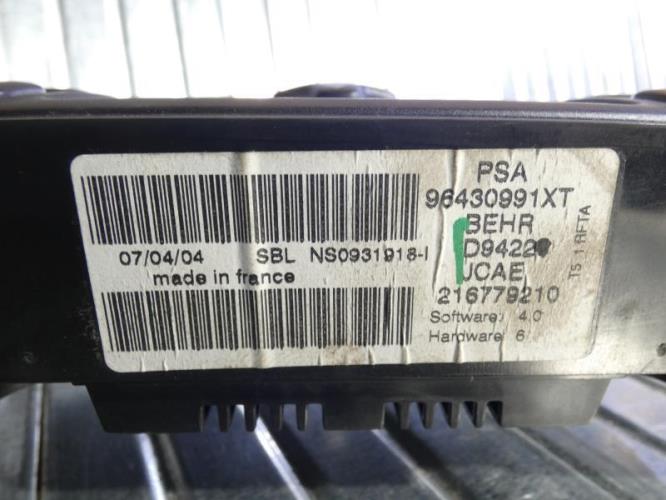 07/04/04 SBL NS0931918-I
made in france
PSA
96430991XT
BEHR
JCAE
216779210
Software: 4.0
Hardware 6